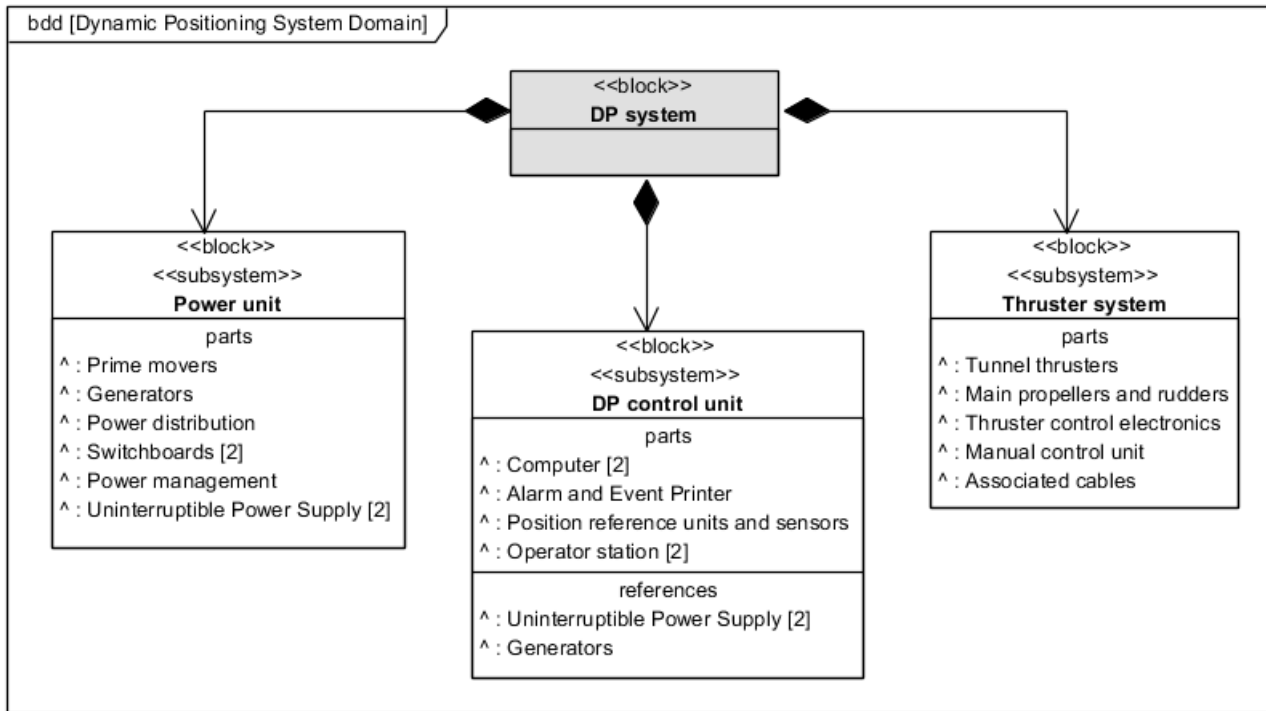 bdd [Dynamic Positioning System Domain]
<<block>>
DP system
<<block>>
<<subsystem>>
Power unit
parts
^ : Prime movers
^ : Generators
^ : Power distribution
^ : Switchboards [2]
^ : Power management
^ : Uninterruptible Power Supply [2]
<<block>>
<<subsystem>>
DP control unit
parts
^ : Computer [2]
^ : Alarm and Event Printer
^ : Position reference units and sensors
^ : Operator station [2]
references
^ : Uninterruptible Power Supply [2]
^ : Generators
<<block>>
<<subsystem>>
Thruster system
parts
^ : Tunnel thrusters
^ : Main propellers and rudders
^ : Thruster control electronics
^ : Manual control unit
^ : Associated cables